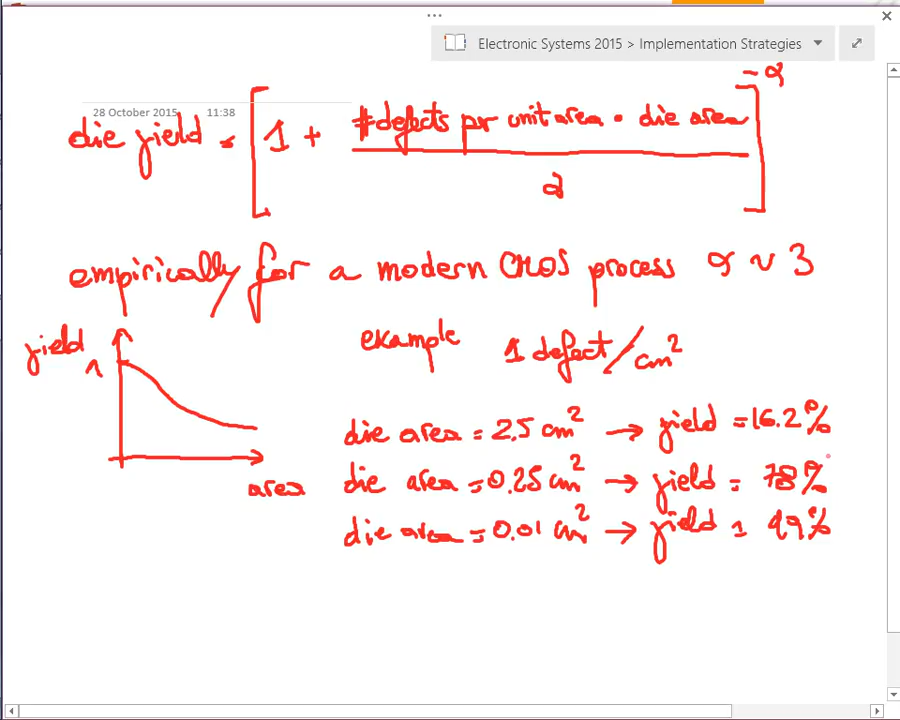 Electronic Systems 2015 > Implementation Strategies
28 October 2015 11:38
die yield = [ 1 + #defects per unit area · die area / α ] -α
empirically for a modern CMOS process α ~ 3
yield
1
area
example 1 defect/cm²
die area = 2.5 cm² → yield = 16.2%
die area = 0.25 cm² → yield = 78%
die area = 0.01 cm² → yield = 99%